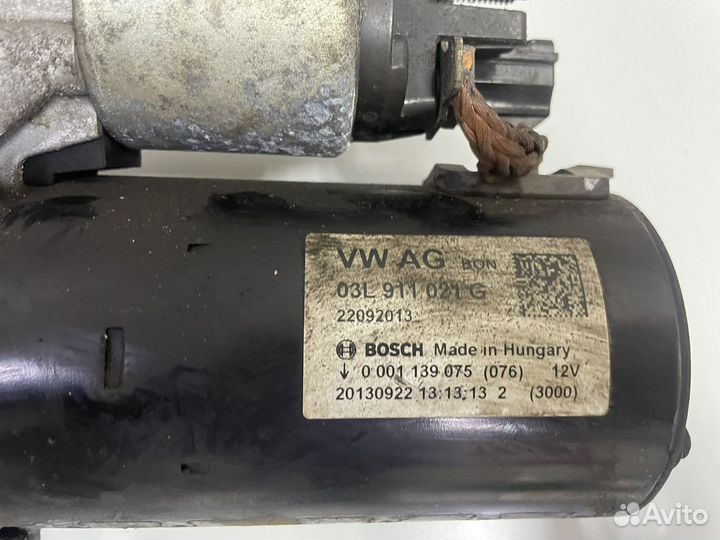 VW AG BON
03L 911 021 G
22092013
BOSCH Made in Hungary
↓ 0 001 139 075 (076) 12V
20130922 13:13:13 2 (3000)
Avito